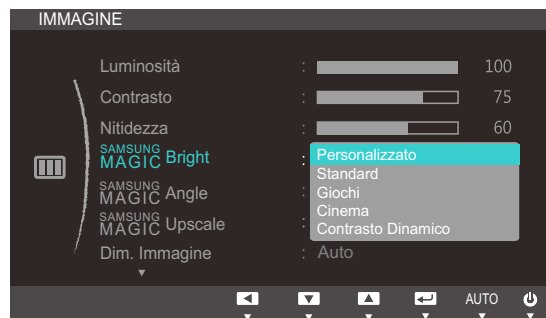 IMMAGINE
Luminosità : 100
Contrasto : 75
Nitidezza : 60
SAMSUNG MAGIC Bright :
Personalizzato
Standard
Giochi
Cinema
Contrasto Dinamico
SAMSUNG MAGIC Angle :
SAMSUNG MAGIC Upscale :
Dim. Immagine : Auto
AUTO